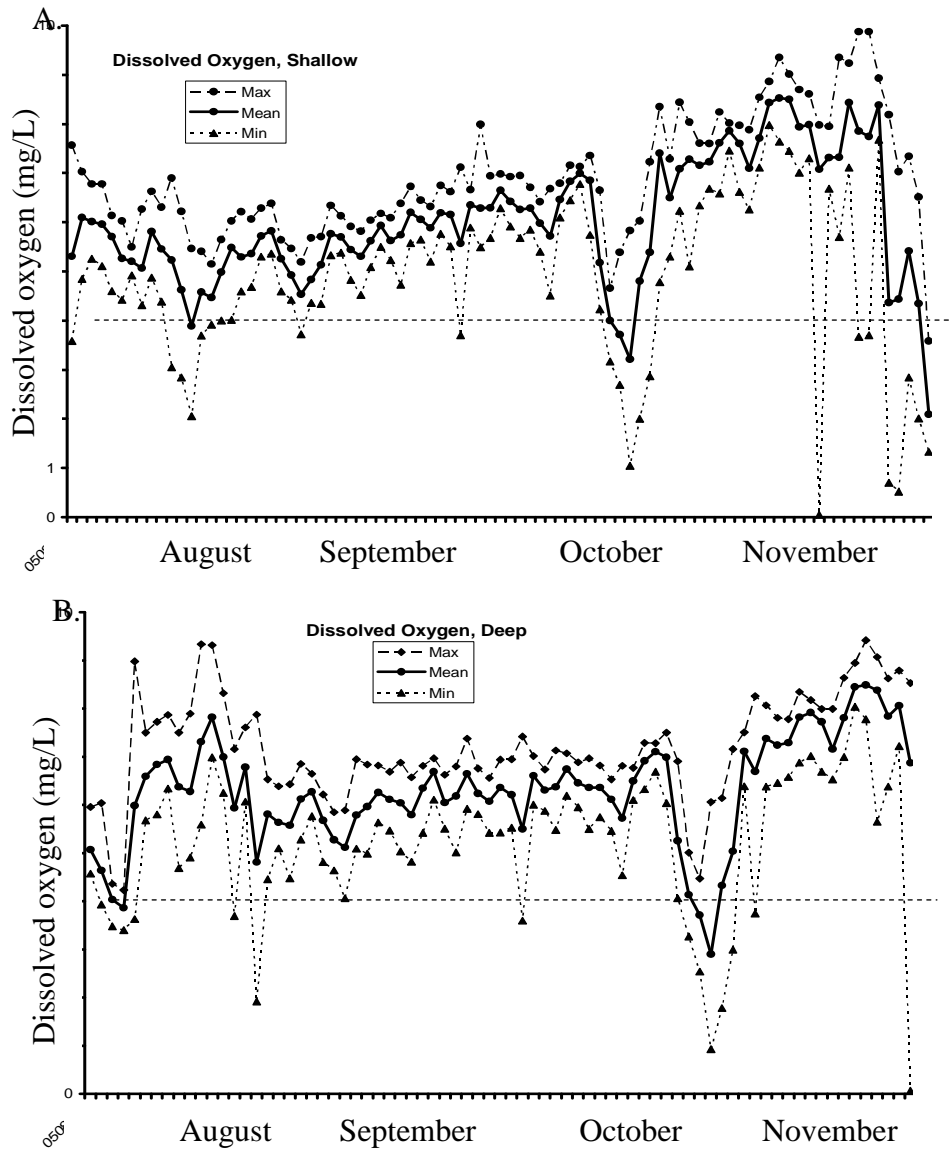 A.
10
Dissolved Oxygen, Shallow
Max
Mean
Min
Dissolved oxygen (mg/L)
1
0
August September October November
B.
Dissolved Oxygen, Deep
Max
Mean
Min
Dissolved oxygen (mg/L)
0
August September October November